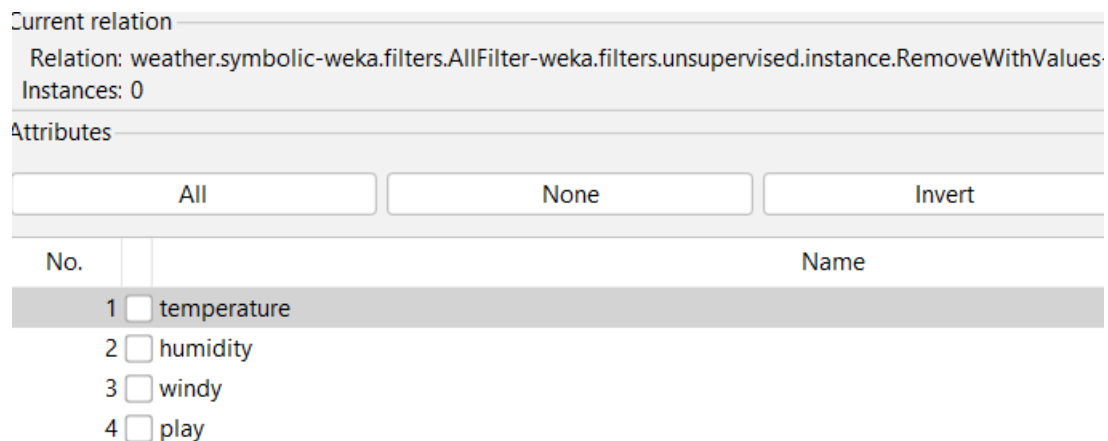 Current relation
Relation: weather.symbolic-weka.filters.AllFilter-weka.filters.unsupervised.instance.RemoveWithValues-
Instances: 0
Attributes
All None Invert
No. Name
1 temperature
2 humidity
3 windy
4 play